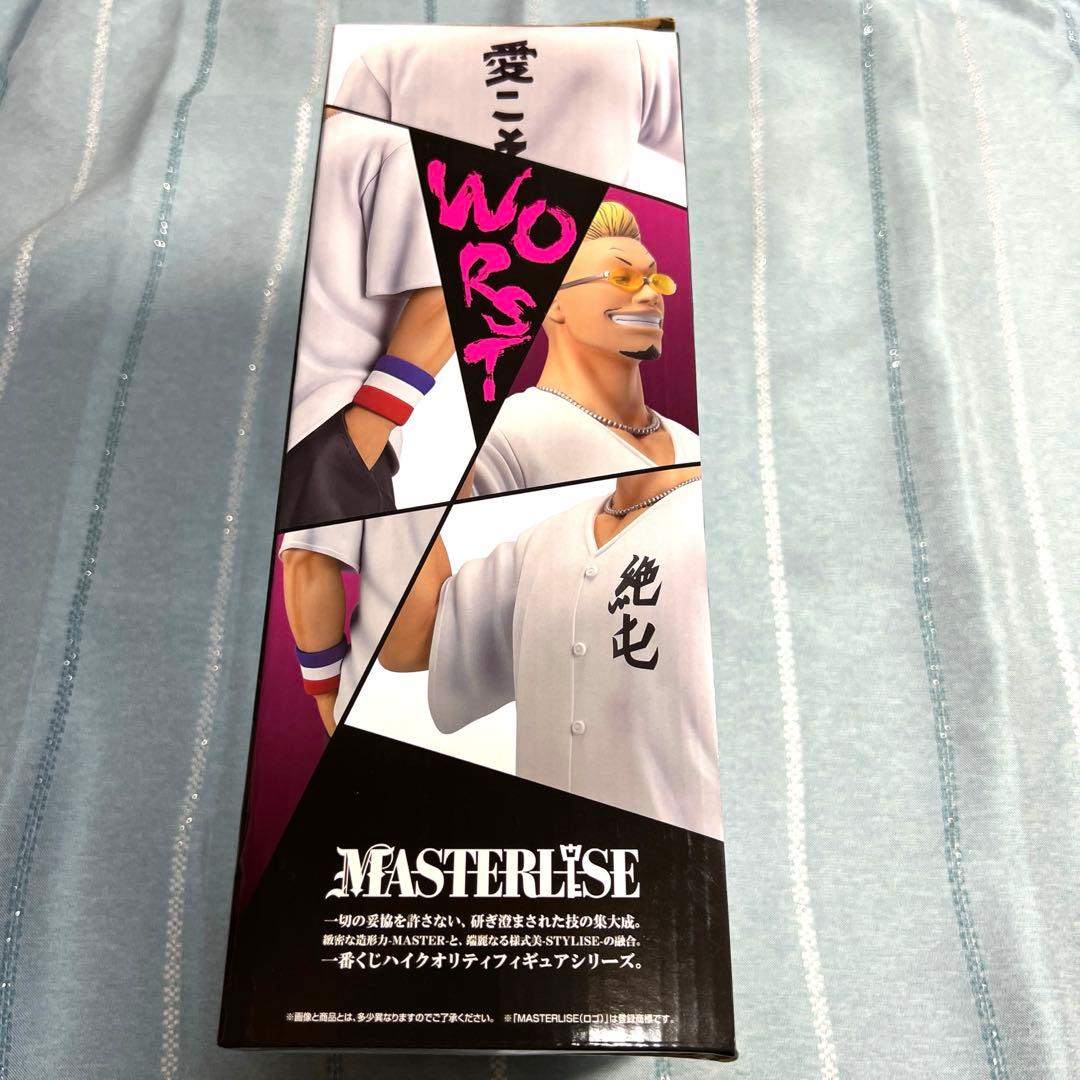 愛こそ
WORST
絶屯
MASTERLISE
一切の妥協を許さない、研ぎ澄まされた技の集大成。
緻密な造形力-MASTER-と、端麗なる様式美-STYLISE-の融合。
一番くじハイクオリティフィギュアシリーズ。
※画像と商品とは、多少異なりますのでご了承ください。 ※「MASTERLISE(ロゴ)」は登録商標です。